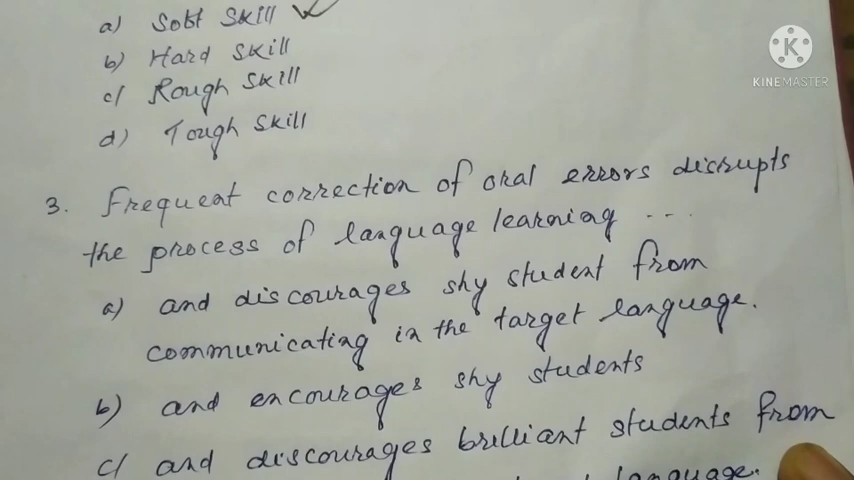 a) Soft Skill ✓
b) Hard Skill
c) Rough Skill
d) Tough Skill
K
KINEMASTER
3. Frequent correction of oral errors disrupts
the process of language learning ---
a) and discourages shy student from
communicating in the target language.
b) and encourages shy students
c) and discourages brilliant students from
language.